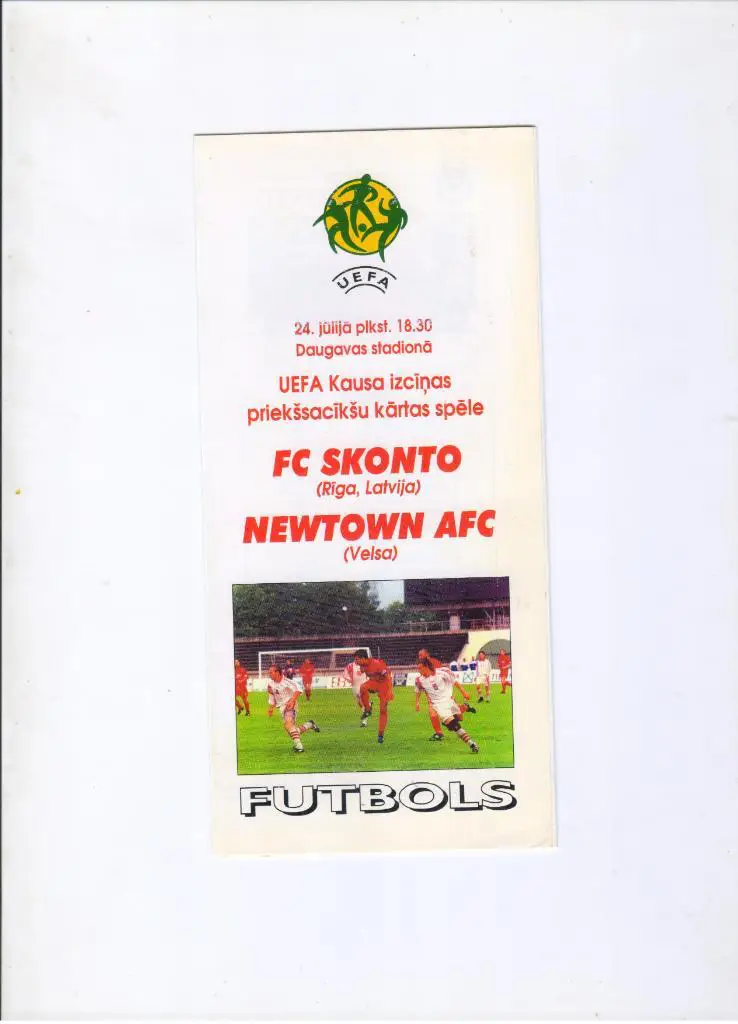 UEFA
24. jūlijā plkst. 18.30
Daugavas stadionā
UEFA Kausa izcīņas
priekšsacīkšu kārtas spēle
FC SKONTO
(Rīga, Latvija)
NEWTOWN AFC
(Velsa)
FUTBOLS